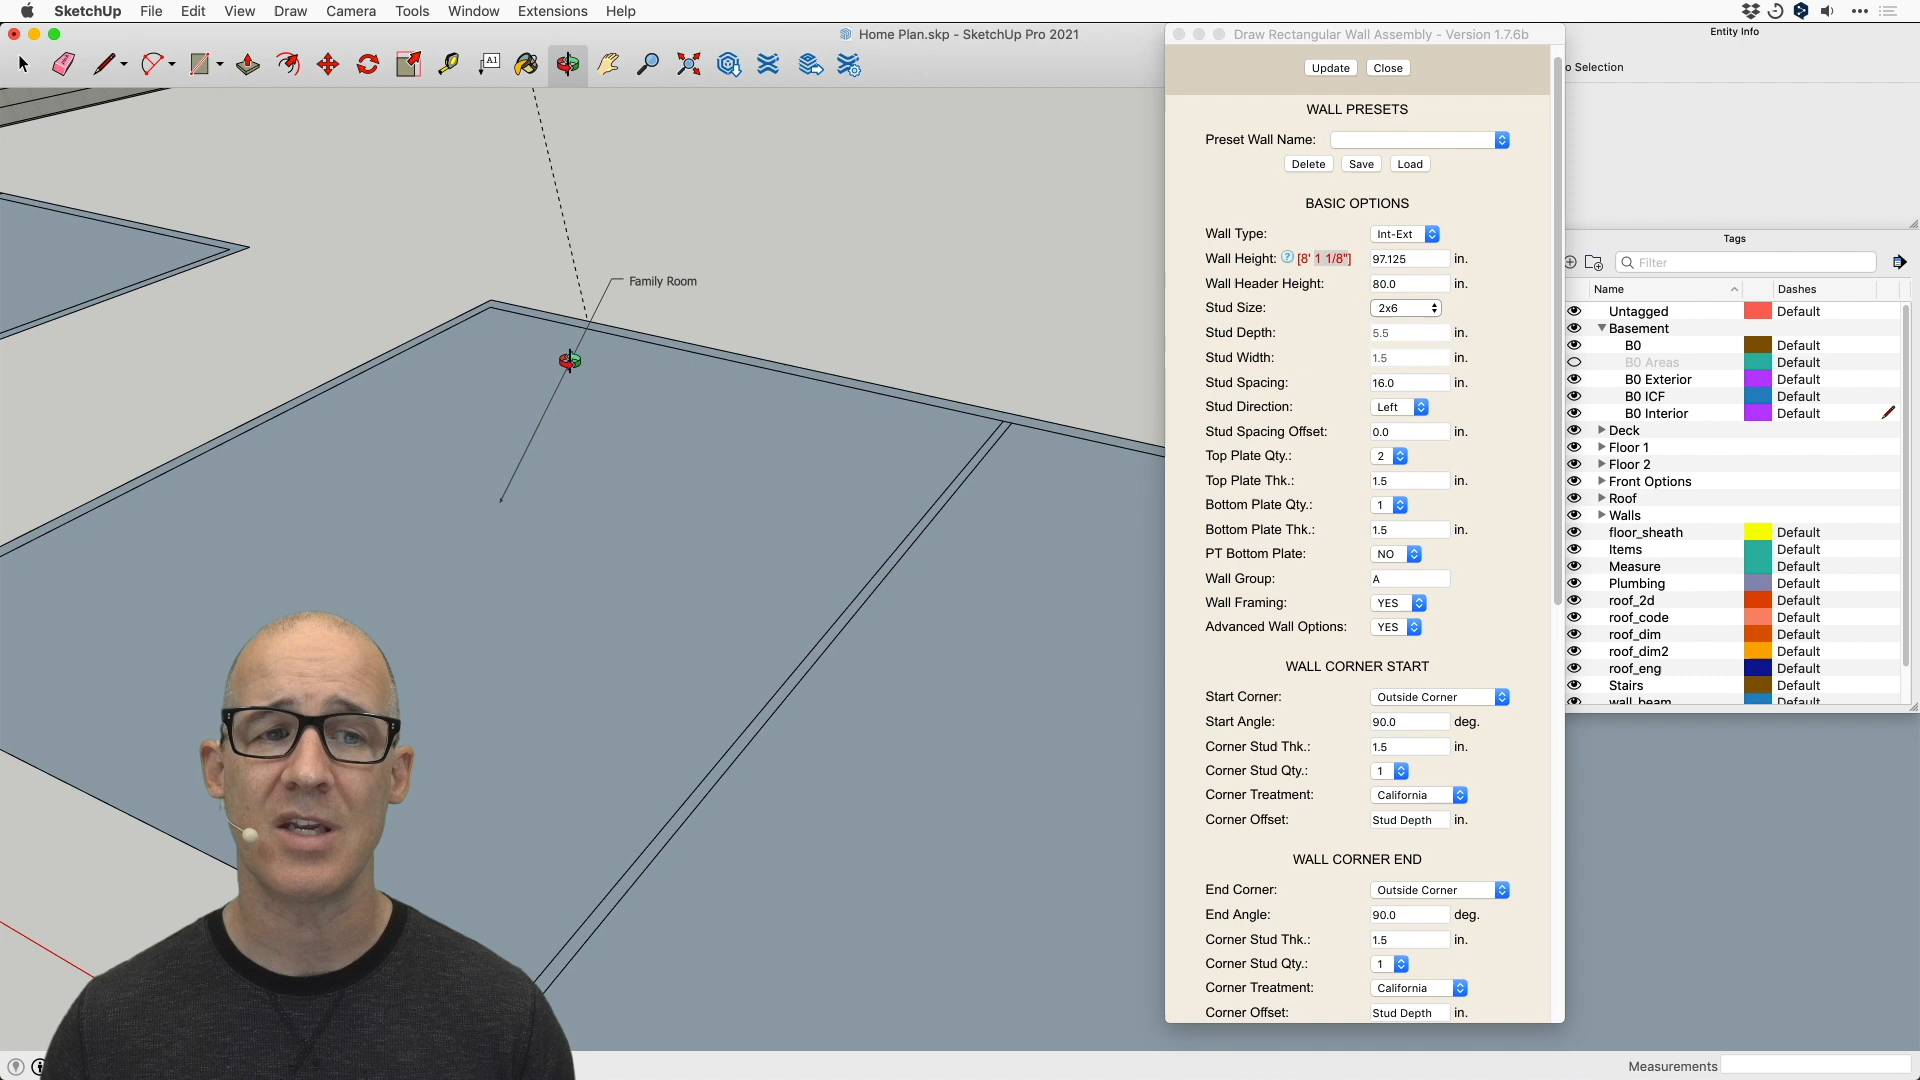 SketchUp File Edit View Draw Camera Tools Window Extensions Help
Home Plan.skp - SketchUp Pro 2021
A1
Family Room
Draw Rectangular Wall Assembly - Version 1.7.6b
Update Close
WALL PRESETS
Preset Wall Name:
Delete Save Load
BASIC OPTIONS
Wall Type: Int-Ext
Wall Height: ? [8' 1 1/8"] 97.125 in.
Wall Header Height: 80.0 in.
Stud Size: 2x6
Stud Depth: 5.5 in.
Stud Width: 1.5 in.
Stud Spacing: 16.0 in.
Stud Direction: Left
Stud Spacing Offset: 0.0 in.
Top Plate Qty.: 2
Top Plate Thk.: 1.5 in.
Bottom Plate Qty.: 1
Bottom Plate Thk.: 1.5 in.
PT Bottom Plate: NO
Wall Group: A
Wall Framing: YES
Advanced Wall Options: YES
WALL CORNER START
Start Corner: Outside Corner
Start Angle: 90.0 deg.
Corner Stud Thk.: 1.5 in.
Corner Stud Qty.: 1
Corner Treatment: California
Corner Offset: Stud Depth in.
WALL CORNER END
End Corner: Outside Corner
End Angle: 90.0 deg.
Corner Stud Thk.: 1.5 in.
Corner Stud Qty.: 1
Corner Treatment: California
Corner Offset: Stud Depth in.
Entity Info
o Selection
Tags
Filter
Name Dashes
Untagged Default
Basement
B0 Default
B0 Areas Default
B0 Exterior Default
B0 ICF Default
B0 Interior Default
Deck
Floor 1
Floor 2
Front Options
Roof
Walls
floor_sheath Default
Items Default
Measure Default
Plumbing Default
roof_2d Default
roof_code Default
roof_dim Default
roof_dim2 Default
roof_eng Default
Stairs Default
wall_beam Default
Measurements